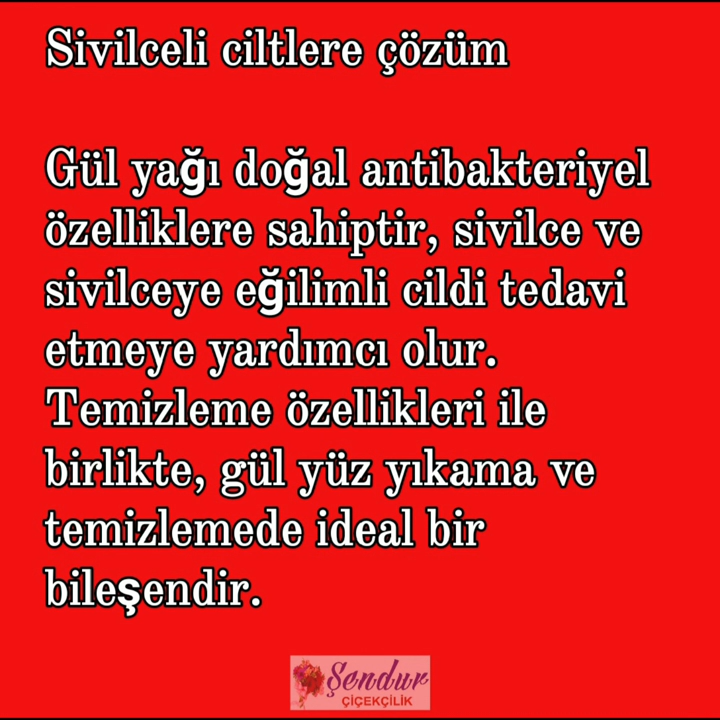 Sivilceli ciltlere çözüm
Gül yağı doğal antibakteriyel
özelliklere sahiptir, sivilce ve
sivilceye eğilimli cildi tedavi
etmeye yardımcı olur.
Temizleme özellikleri ile
birlikte, gül yüz yıkama ve
temizlemede ideal bir
bileşendir.
Şendur
ÇİÇEKÇİLİK